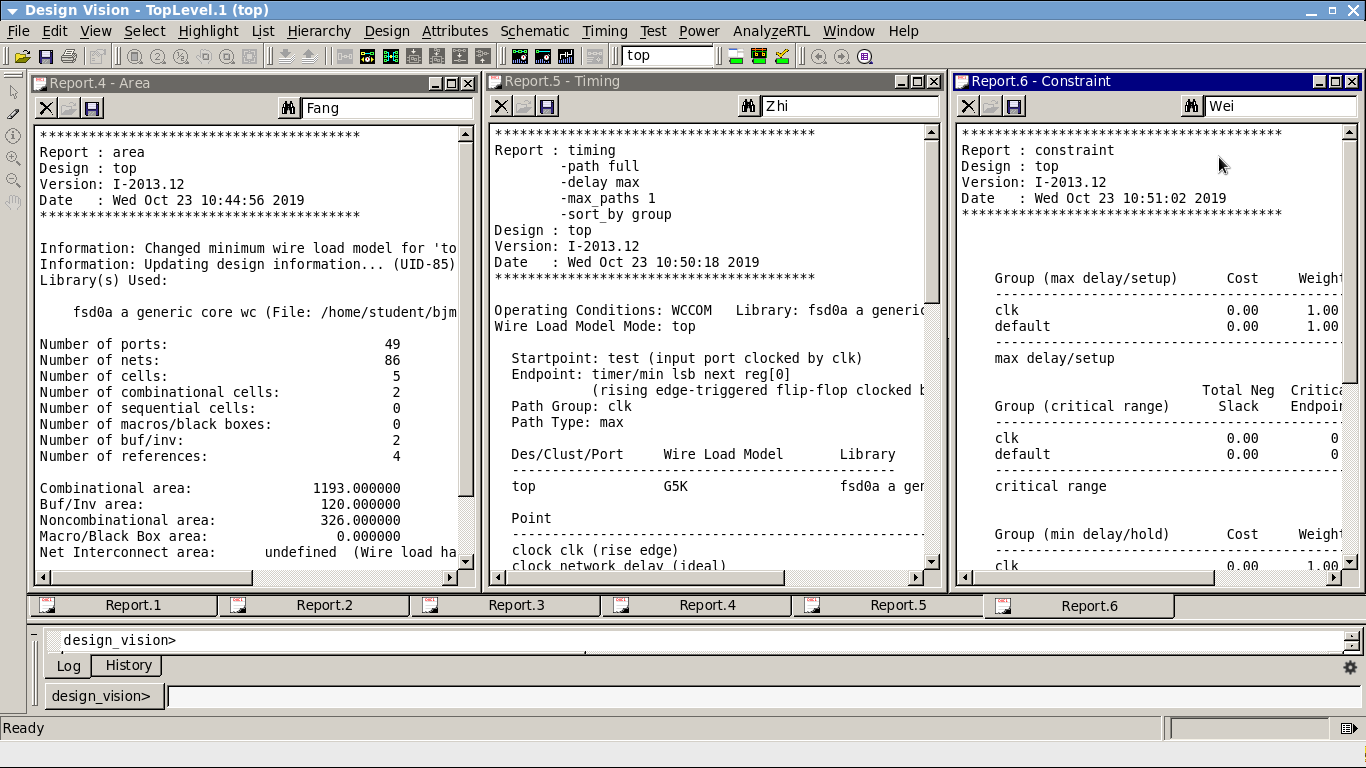 Design Vision - TopLevel.1 (top)
File Edit View Select Highlight List Hierarchy Design Attributes Schematic Timing Test Power AnalyzeRTL Window Help
top
Report.4 - Area
Fang
****************************************
Report : area
Design : top
Version: I-2013.12
Date   : Wed Oct 23 10:44:56 2019
****************************************
Information: Changed minimum wire load model for 'to
Information: Updating design information... (UID-85)
Library(s) Used:
fsd0a a generic core wc (File: /home/student/bjm
Number of ports: 49
Number of nets: 86
Number of cells: 5
Number of combinational cells: 2
Number of sequential cells: 0
Number of macros/black boxes: 0
Number of buf/inv: 2
Number of references: 4
Combinational area: 1193.000000
Buf/Inv area: 120.000000
Noncombinational area: 326.000000
Macro/Black Box area: 0.000000
Net Interconnect area: undefined (Wire load ha
Report.5 - Timing
Zhi
****************************************
Report : timing
-path full
-delay max
-max_paths 1
-sort_by group
Design : top
Version: I-2013.12
Date   : Wed Oct 23 10:50:18 2019
****************************************
Operating Conditions: WCCOM   Library: fsd0a a generic
Wire Load Model Mode: top
Startpoint: test (input port clocked by clk)
Endpoint: timer/min lsb next reg[0]
(rising edge-triggered flip-flop clocked b
Path Group: clk
Path Type: max
Des/Clust/Port     Wire Load Model       Library
------------------------------------------------
top                G5K                   fsd0a a gen
Point
---------------------------------------------------
clock clk (rise edge)
clock network delay (ideal)
Report.6 - Constraint
Wei
****************************************
Report : constraint
Design : top
Version: I-2013.12
Date   : Wed Oct 23 10:51:02 2019
****************************************
Group (max delay/setup)      Cost     Weight
-------------------------------------------
clk                          0.00      1.00
default                      0.00      1.00
-------------------------------------------
max delay/setup
Total Neg  Critica
Group (critical range)      Slack    Endpoin
-------------------------------------------
clk                          0.00         0
default                      0.00         0
-------------------------------------------
critical range
Group (min delay/hold)       Cost     Weight
-------------------------------------------
clk                          0.00      1.00
Report.1 Report.2 Report.3 Report.4 Report.5 Report.6
design_vision>
Log History
design_vision>
Ready